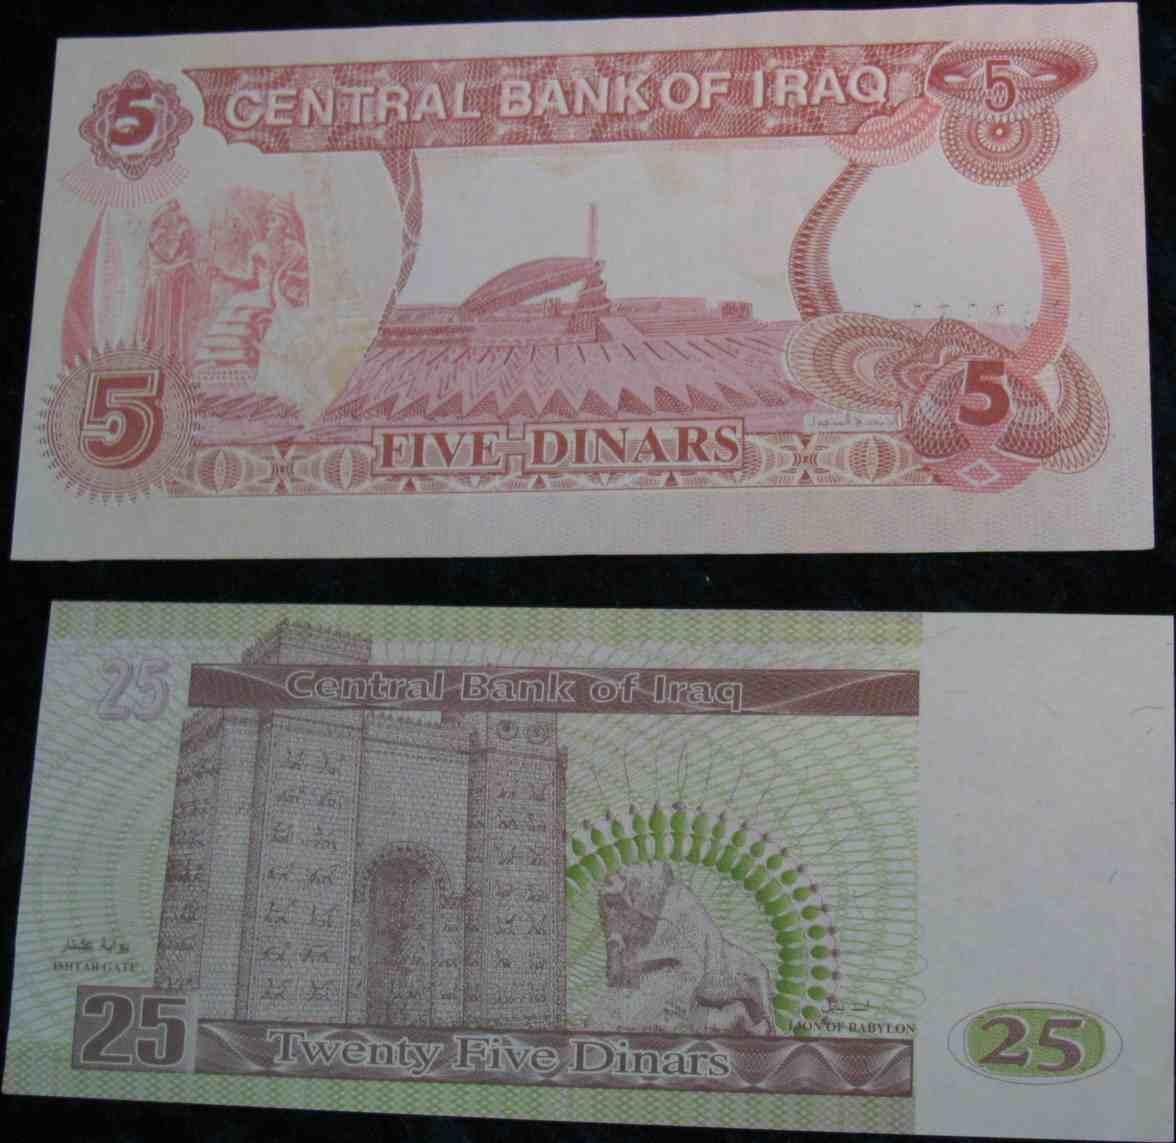 5
CENTRAL BANK OF IRAQ
5
5
FIVE DINARS
5
25
Central Bank of Iraq
بوابة عشتار
ISHTAR GATE
LION OF BABYLON
25
Twenty Five Dinars
25